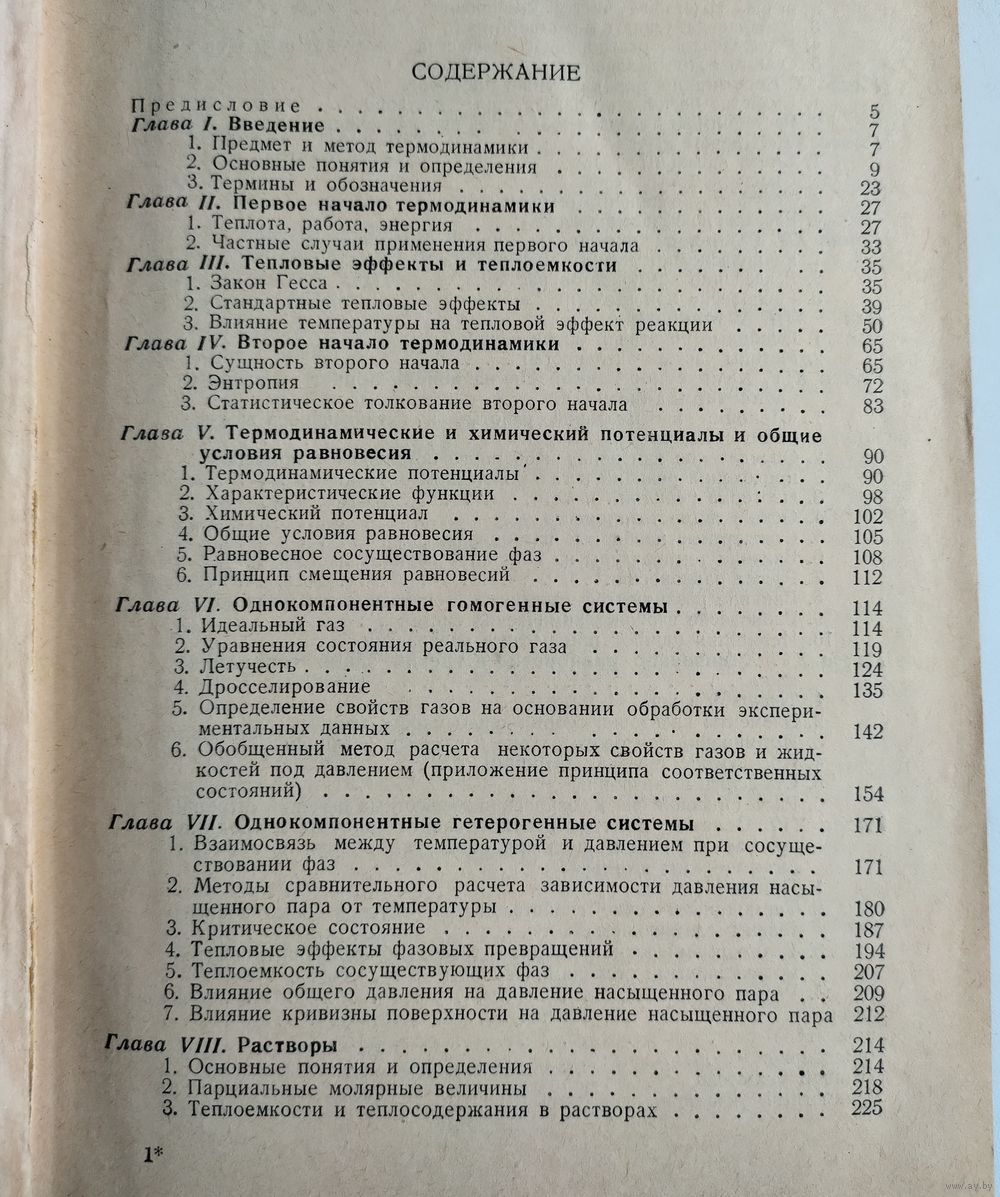 СОДЕРЖАНИЕ
Предисловие . . . . . . . . . . . . . . . . . . . . 5
Глава I. Введение . . . . . . . . . . . . . . . . . . . . 7
1. Предмет и метод термодинамики . . . . . . . . . . . . . 7
2. Основные понятия и определения . . . . . . . . . . . . 9
3. Термины и обозначения . . . . . . . . . . . . . . . 23
Глава II. Первое начало термодинамики . . . . . . . . . . . 27
1. Теплота, работа, энергия . . . . . . . . . . . . . . 27
2. Частные случаи применения первого начала . . . . . . . . 33
Глава III. Тепловые эффекты и теплоемкости . . . . . . . . . 35
1. Закон Гесса . . . . . . . . . . . . . . . . . . . . 35
2. Стандартные тепловые эффекты . . . . . . . . . . . . . 39
3. Влияние температуры на тепловой эффект реакции . . . . . 50
Глава IV. Второе начало термодинамики . . . . . . . . . . . 65
1. Сущность второго начала . . . . . . . . . . . . . . . 65
2. Энтропия . . . . . . . . . . . . . . . . . . . . 72
3. Статистическое толкование второго начала . . . . . . . . 83
Глава V. Термодинамические и химический потенциалы и общие
условия равновесия . . . . . . . . . . . . . . . . . 90
1. Термодинамические потенциалы . . . . . . . . . . . . . 90
2. Характеристические функции . . . . . . . . . . . . . . 98
3. Химический потенциал . . . . . . . . . . . . . . . . 102
4. Общие условия равновесия . . . . . . . . . . . . . . 105
5. Равновесное сосуществование фаз . . . . . . . . . . . . 108
6. Принцип смещения равновесий . . . . . . . . . . . . . 112
Глава VI. Однокомпонентные гомогенные системы . . . . . . . . 114
1. Идеальный газ . . . . . . . . . . . . . . . . . . . 114
2. Уравнения состояния реального газа . . . . . . . . . . 119
3. Летучесть . . . . . . . . . . . . . . . . . . . . . 124
4. Дросселирование . . . . . . . . . . . . . . . . . . 135
5. Определение свойств газов на основании обработки экспери-
ментальных данных . . . . . . . . . . . . . . . . . 142
6. Обобщенный метод расчета некоторых свойств газов и жид-
костей под давлением (приложение принципа соответственных
состояний) . . . . . . . . . . . . . . . . . . . . 154
Глава VII. Однокомпонентные гетерогенные системы . . . . . . 171
1. Взаимосвязь между температурой и давлением при сосуще-
ствовании фаз . . . . . . . . . . . . . . . . . . . 171
2. Методы сравнительного расчета зависимости давления насы-
щенного пара от температуры . . . . . . . . . . . . . 180
3. Критическое состояние . . . . . . . . . . . . . . . . 187
4. Тепловые эффекты фазовых превращений . . . . . . . . . 194
5. Теплоемкость сосуществующих фаз . . . . . . . . . . . . 207
6. Влияние общего давления на давление насыщенного пара . . 209
7. Влияние кривизны поверхности на давление насыщенного пара 212
Глава VIII. Растворы . . . . . . . . . . . . . . . . . . . 214
1. Основные понятия и определения . . . . . . . . . . . . 214
2. Парциальные молярные величины . . . . . . . . . . . . 218
3. Теплоемкости и теплосодержания в растворах . . . . . . . 225
1*
www.ay.by